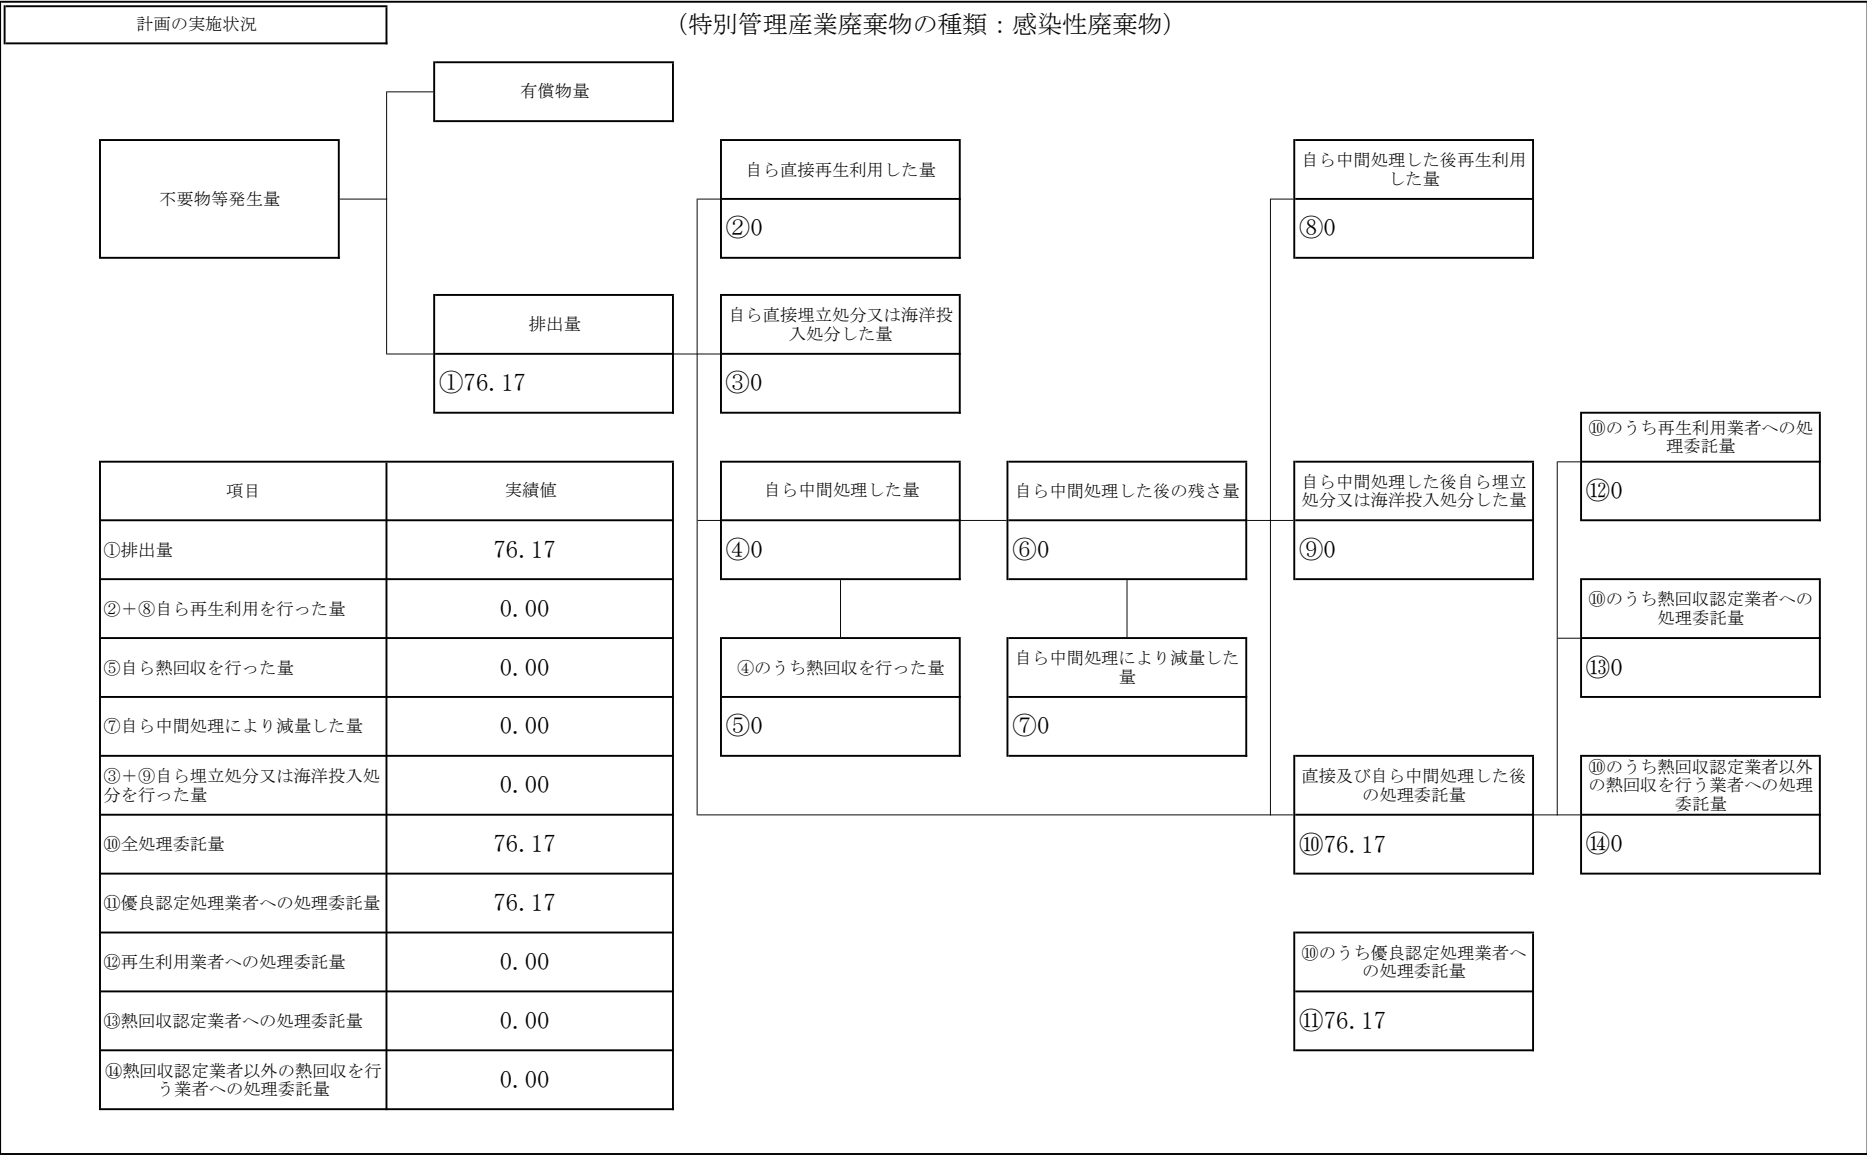 計画の実施状況
（特別管理産業廃棄物の種類：感染性廃棄物）
有償物量
不要物等発生量
自ら直接再生利用した量
②0
自ら中間処理した後再生利用
した量
⑧0
排出量
①76.17
自ら直接埋立処分又は海洋投
入処分した量
③0
⑩のうち再生利用業者への処
理委託量
⑫0
自ら中間処理した量
④0
自ら中間処理した後の残さ量
⑥0
自ら中間処理した後自ら埋立
処分又は海洋投入処分した量
⑨0
⑩のうち熱回収認定業者への
処理委託量
⑬0
④のうち熱回収を行った量
⑤0
自ら中間処理により減量した
量
⑦0
直接及び自ら中間処理した後
の処理委託量
⑩76.17
⑩のうち熱回収認定業者以外
の熱回収を行う業者への処理
委託量
⑭0
⑩のうち優良認定処理業者へ
の処理委託量
⑪76.17
項目 実績値
①排出量 76.17
②＋⑧自ら再生利用を行った量 0.00
⑤自ら熱回収を行った量 0.00
⑦自ら中間処理により減量した量 0.00
③＋⑨自ら埋立処分又は海洋投入処
分を行った量 0.00
⑩全処理委託量 76.17
⑪優良認定処理業者への処理委託量 76.17
⑫再生利用業者への処理委託量 0.00
⑬熱回収認定業者への処理委託量 0.00
⑭熱回収認定業者以外の熱回収を行
う業者への処理委託量 0.00